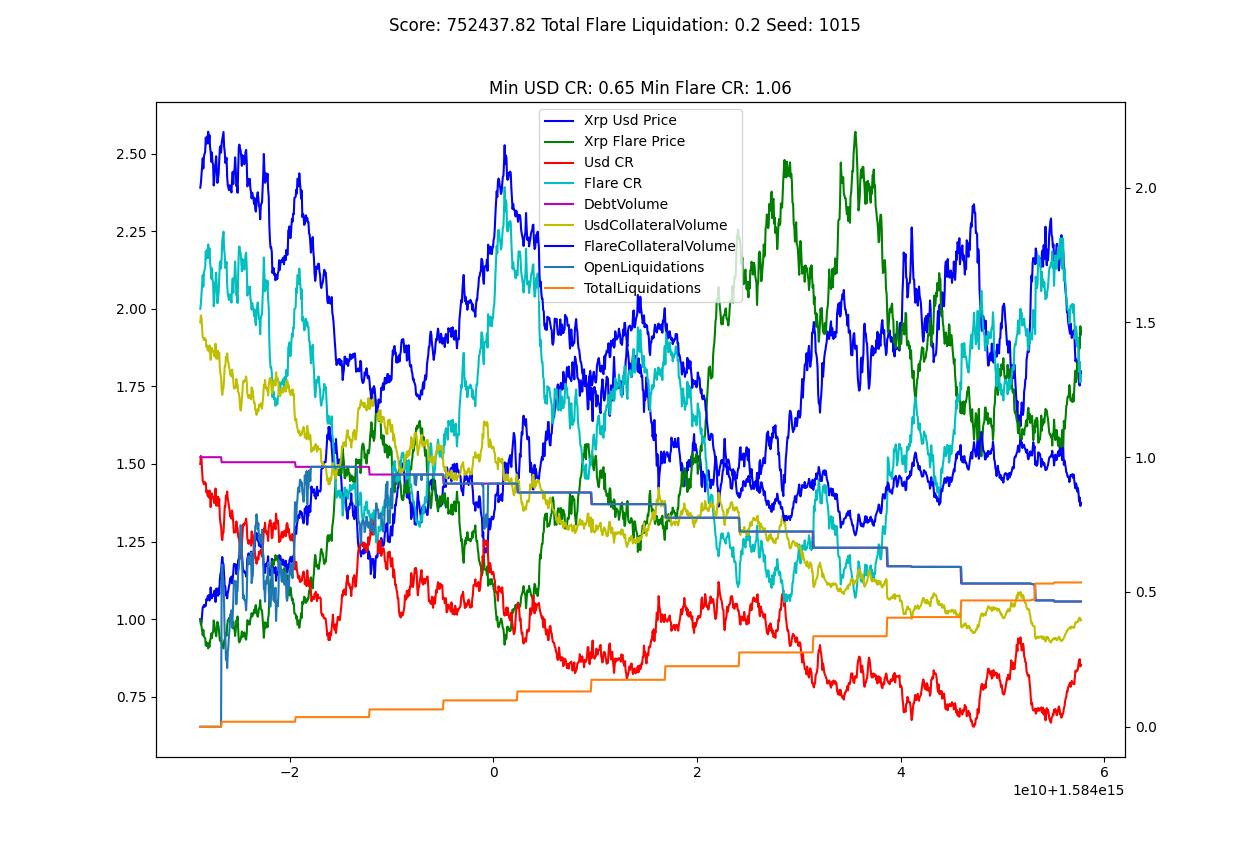 Score: 752437.82 Total Flare Liquidation: 0.2 Seed: 1015
Min USD CR: 0.65 Min Flare CR: 1.06
Xrp Usd Price
Xrp Flare Price
Usd CR
Flare CR
DebtVolume
UsdCollateralVolume
FlareCollateralVolume
OpenLiquidations
TotalLiquidations
2.50
2.25
2.00
1.75
1.50
1.25
1.00
0.75
2.0
1.5
1.0
0.5
0.0
−2 0 2 4 6
1e10+1.584e15